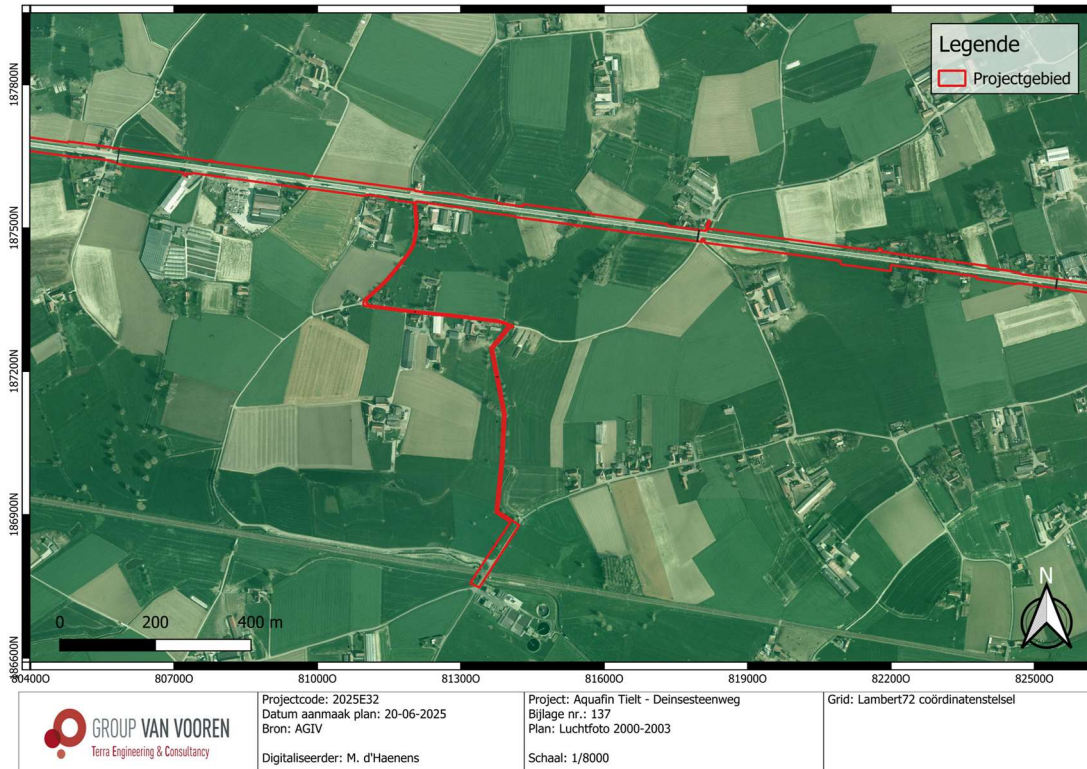 Legende
Projectgebied
187800N
187500N
187200N
186900N
186600N
N
0 200 400 m
804000 807000 810000 813000 816000 819000 822000 825000
GROUP VAN VOOREN
Terra Engineering & Consultancy
Projectcode: 2025E32
Datum aanmaak plan: 20-06-2025
Bron: AGIV
Digitaliseerder: M. d'Haenens
Project: Aquafin Tielt - Deinsesteenweg
Bijlage nr.: 137
Plan: Luchtfoto 2000-2003
Schaal: 1/8000
Grid: Lambert72 coördinatenstelsel